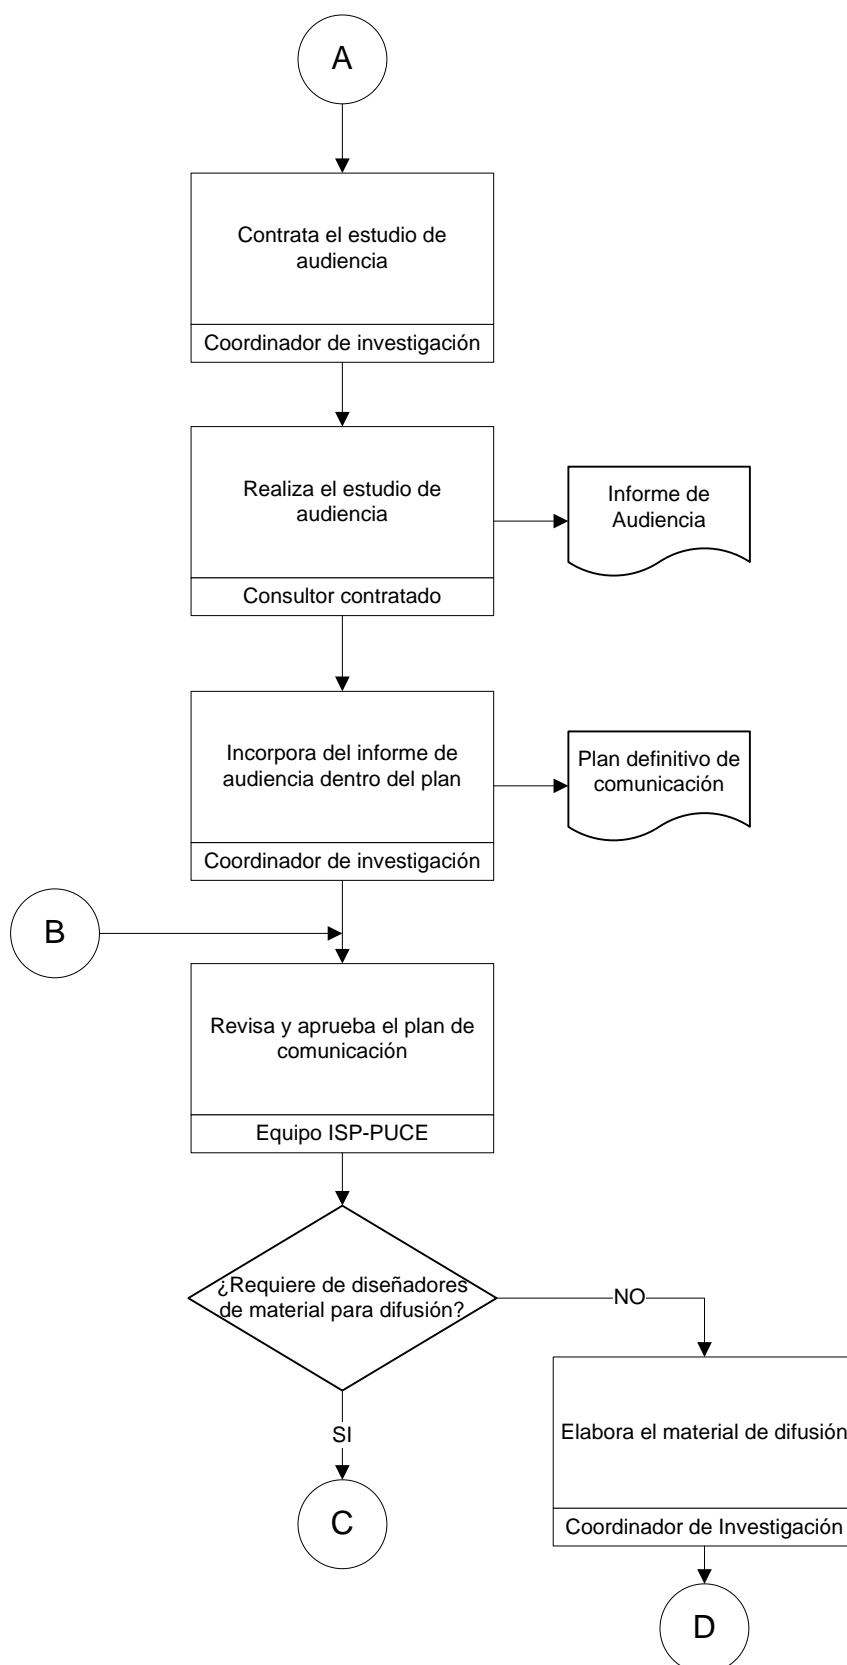 A
Contrata el estudio de
audiencia
Coordinador de investigación
Realiza el estudio de
audiencia
Consultor contratado
Informe de
Audiencia
Incorpora del informe de
audiencia dentro del plan
Coordinador de investigación
Plan definitivo de
comunicación
B
Revisa y aprueba el plan de
comunicación
Equipo ISP-PUCE
¿Requiere de diseñadores
de material para difusión?
NO
SI
Elabora el material de difusión
Coordinador de Investigación
C
D